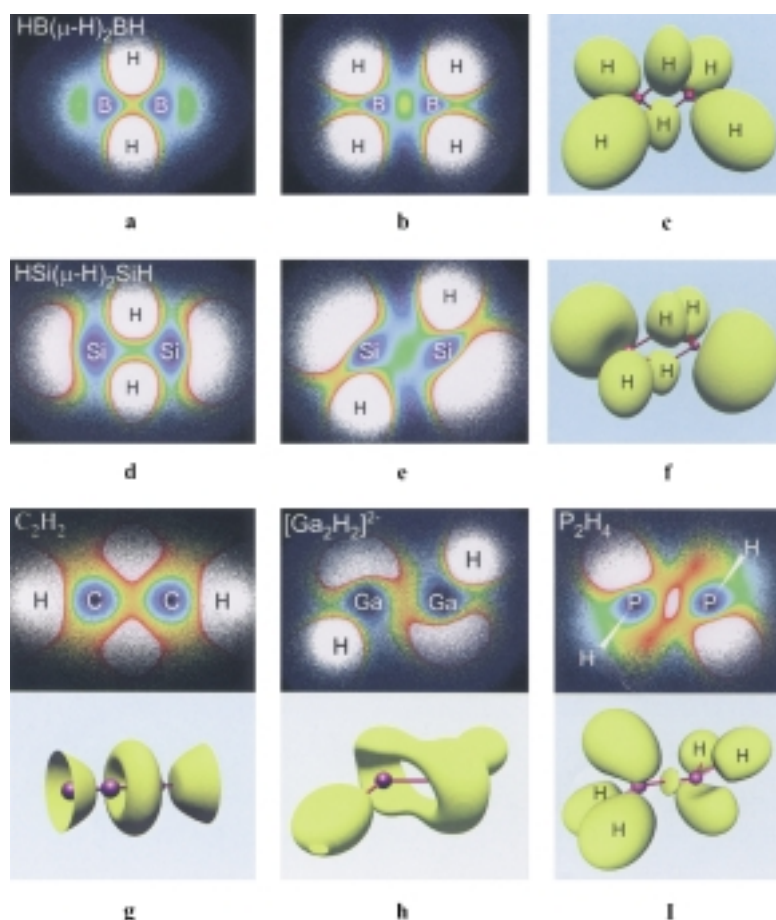 HB(μ-H)₂BH
H
H
B
B
H
H
H
B
B
H
H
H
H
H
H
H
H
a
b
c
HSi(μ-H)₂SiH
H
Si
Si
H
H
Si
Si
H
H
H
H
H
d
e
f
C₂H₂
H
C
C
H
[Ga₂H₂]²⁻
H
Ga
Ga
H
P₂H₄
H
P
P
H
H
H
H
H
g
h
I